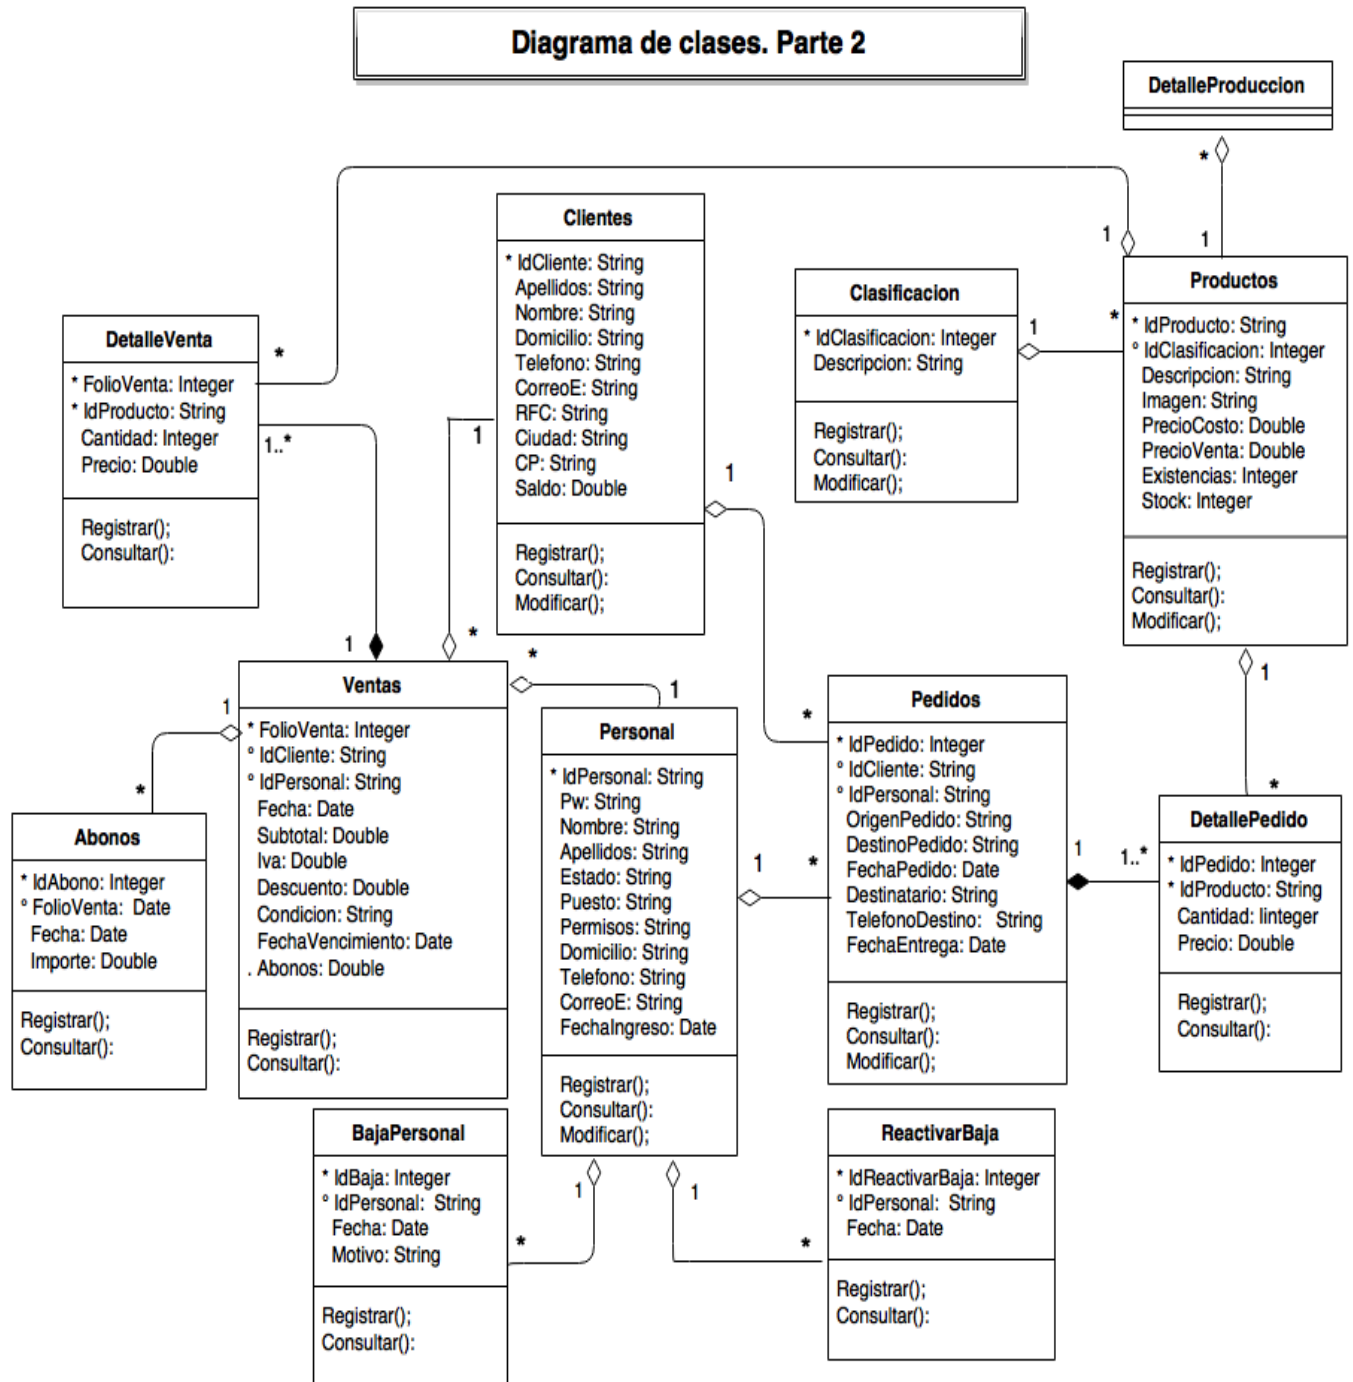 Diagrama de clases. Parte 2
DetalleProduccion
*
1
1
Clientes
* IdCliente: String
Apellidos: String
Nombre: String
Domicilio: String
Telefono: String
CorreoE: String
RFC: String
Ciudad: String
CP: String
Saldo: Double
Registrar();
Consultar():
Modificar();
Clasificacion
* IdClasificacion: Integer
Descripcion: String
Registrar();
Consultar():
Modificar();
1
*
Productos
* IdProducto: String
° IdClasificacion: Integer
Descripcion: String
Imagen: String
PrecioCosto: Double
PrecioVenta: Double
Existencias: Integer
Stock: Integer
Registrar();
Consultar():
Modificar();
DetalleVenta
* FolioVenta: Integer
* IdProducto: String
Cantidad: Integer
Precio: Double
Registrar();
Consultar():
*
1..*
1
1
1
*
*
1
1
*
Ventas
* FolioVenta: Integer
° IdCliente: String
° IdPersonal: String
Fecha: Date
Subtotal: Double
Iva: Double
Descuento: Double
Condicion: String
FechaVencimiento: Date
. Abonos: Double
Registrar();
Consultar():
1
*
Abonos
* IdAbono: Integer
° FolioVenta: Date
Fecha: Date
Importe: Double
Registrar();
Consultar():
Personal
* IdPersonal: String
Pw: String
Nombre: String
Apellidos: String
Estado: String
Puesto: String
Permisos: String
Domicilio: String
Telefono: String
CorreoE: String
FechaIngreso: Date
Registrar();
Consultar():
Modificar();
1
*
Pedidos
* IdPedido: Integer
° IdCliente: String
° IdPersonal: String
OrigenPedido: String
DestinoPedido: String
FechaPedido: Date
Destinatario: String
TelefonoDestino: String
FechaEntrega: Date
Registrar();
Consultar():
Modificar();
1
1..*
1
*
DetallePedido
* IdPedido: Integer
* IdProducto: String
Cantidad: Iinteger
Precio: Double
Registrar();
Consultar():
BajaPersonal
* IdBaja: Integer
° IdPersonal: String
Fecha: Date
Motivo: String
Registrar();
Consultar():
1
*
1
*
ReactivarBaja
* IdReactivarBaja: Integer
° IdPersonal: String
Fecha: Date
Registrar();
Consultar():